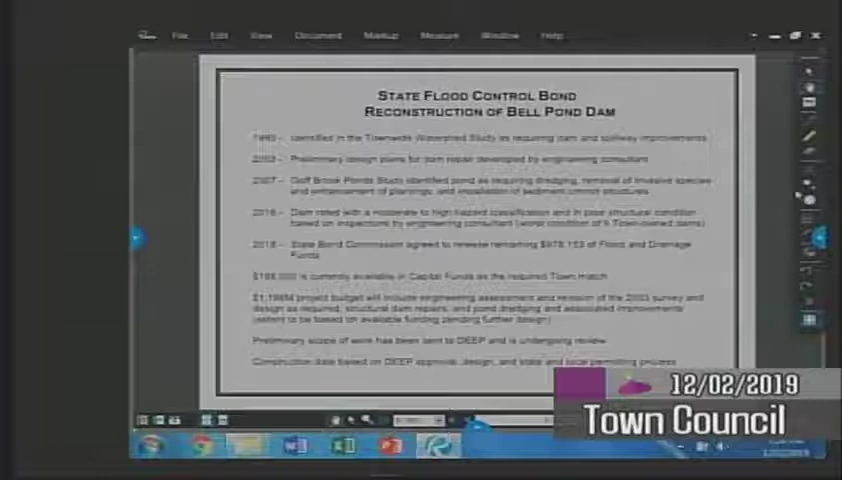 File Edit View Document Markup Measure Window Help
STATE FLOOD CONTROL BOND
RECONSTRUCTION OF BELL POND DAM
Identified in the Townwide Watershed Study as requiring dam and spillway improvements
2003 - Preliminary design plans for dam repair developed by engineering consultant
2007 - Goff Brook Ponds Study identified pond as requiring dredging, removal of invasive species
and enhancement of plantings, and installation of sediment control structures
2016 - Dam rated with a moderate to high hazard classification and in poor structural condition
based on inspections by engineering consultant (worst condition of Town-owned dams)
2018 - State Bond Commission agreed to release remaining of Flood and Drainage
Funds
is currently available in Capital Funds as the required Town match
project budget will include engineering assessment and revision of the 2003 survey and
design as required, structural dam repairs, and pond dredging and associated improvements
(extent to be based on available funding pending further design)
Preliminary scope of work has been sent to DEEP and is undergoing review
Construction date based on DEEP approval, design, and state and local permitting process
12/02/2019
Town Council